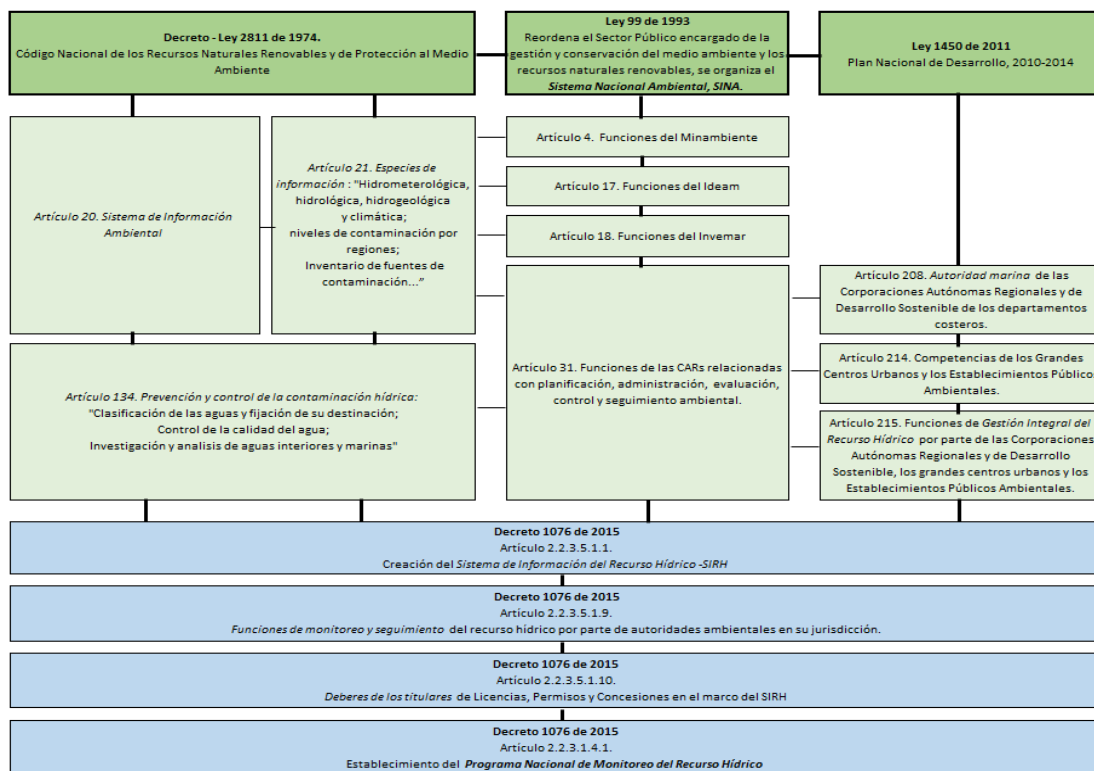 Decreto - Ley 2811 de 1974.
Código Nacional de los Recursos Naturales Renovables y de Protección al Medio
Ambiente
Ley 99 de 1993
Reordena el Sector Público encargado de la
gestión y conservación del medio ambiente y los
recursos naturales renovables, se organiza el
Sistema Nacional Ambiental, SINA.
Ley 1450 de 2011
Plan Nacional de Desarrollo, 2010-2014
Artículo 20. Sistema de Información
Ambiental
Artículo 21. Especies de
información : "Hidrometerológica,
hidrológica, hidrogeológica
y climática;
niveles de contaminación por
regiones;
Inventario de fuentes de
contaminación..."
Artículo 134. Prevención y control de la contaminación hídrica:
"Clasificación de las aguas y fijación de su destinación;
Control de la calidad del agua;
Investigación y analisis de aguas interiores y marinas"
Artículo 4. Funciones del Minambiente
Artículo 17. Funciones del Ideam
Artículo 18. Funciones del Invemar
Artículo 31. Funciones de las CARs relacionadas
con planificación, administración, evaluación,
control y seguimiento ambiental.
Artículo 208. Autoridad marina de las
Corporaciones Autónomas Regionales y de
Desarrollo Sostenible de los departamentos
costeros.
Artículo 214. Competencias de los Grandes
Centros Urbanos y los Establecimientos Públicos
Ambientales.
Artículo 215. Funciones de Gestión Integral del
Recurso Hídrico por parte de las Corporaciones
Autónomas Regionales y de Desarrollo
Sostenible, los grandes centros urbanos y los
Establecimientos Públicos Ambientales.
Decreto 1076 de 2015
Artículo 2.2.3.5.1.1.
Creación del Sistema de Información del Recurso Hídrico -SIRH
Decreto 1076 de 2015
Artículo 2.2.3.5.1.9.
Funciones de monitoreo y seguimiento del recurso hídrico por parte de autoridades ambientales en su jurisdicción.
Decreto 1076 de 2015
Artículo 2.2.3.5.1.10.
Deberes de los titulares de Licencias, Permisos y Concesiones en el marco del SIRH
Decreto 1076 de 2015
Artículo 2.2.3.1.4.1.
Establecimiento del Programa Nacional de Monitoreo del Recurso Hídrico